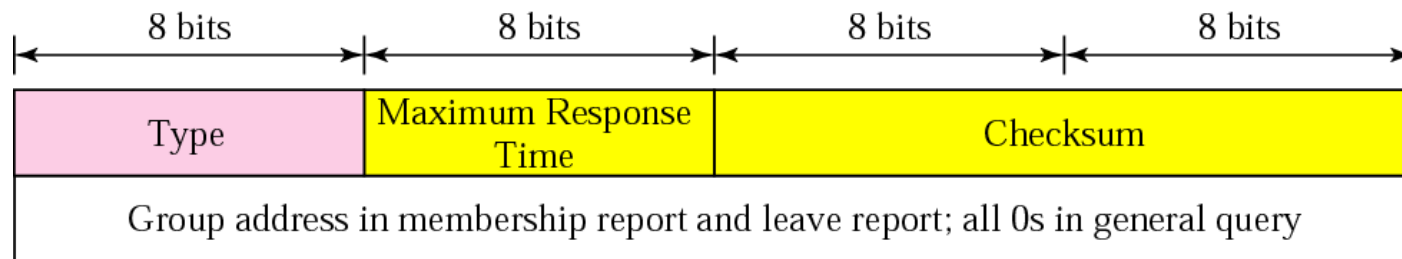 8 bits 8 bits 8 bits 8 bits
Type Maximum Response Time Checksum
Group address in membership report and leave report; all 0s in general query